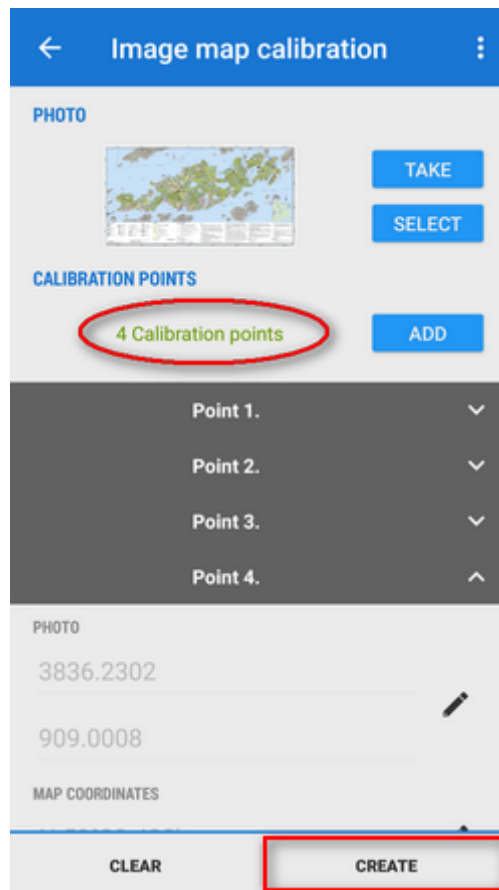 Image map calibration
PHOTO
TAKE
SELECT
CALIBRATION POINTS
4 Calibration points
ADD
Point 1.
Point 2.
Point 3.
Point 4.
PHOTO
3836.2302
909.0008
MAP COORDINATES
CLEAR
CREATE